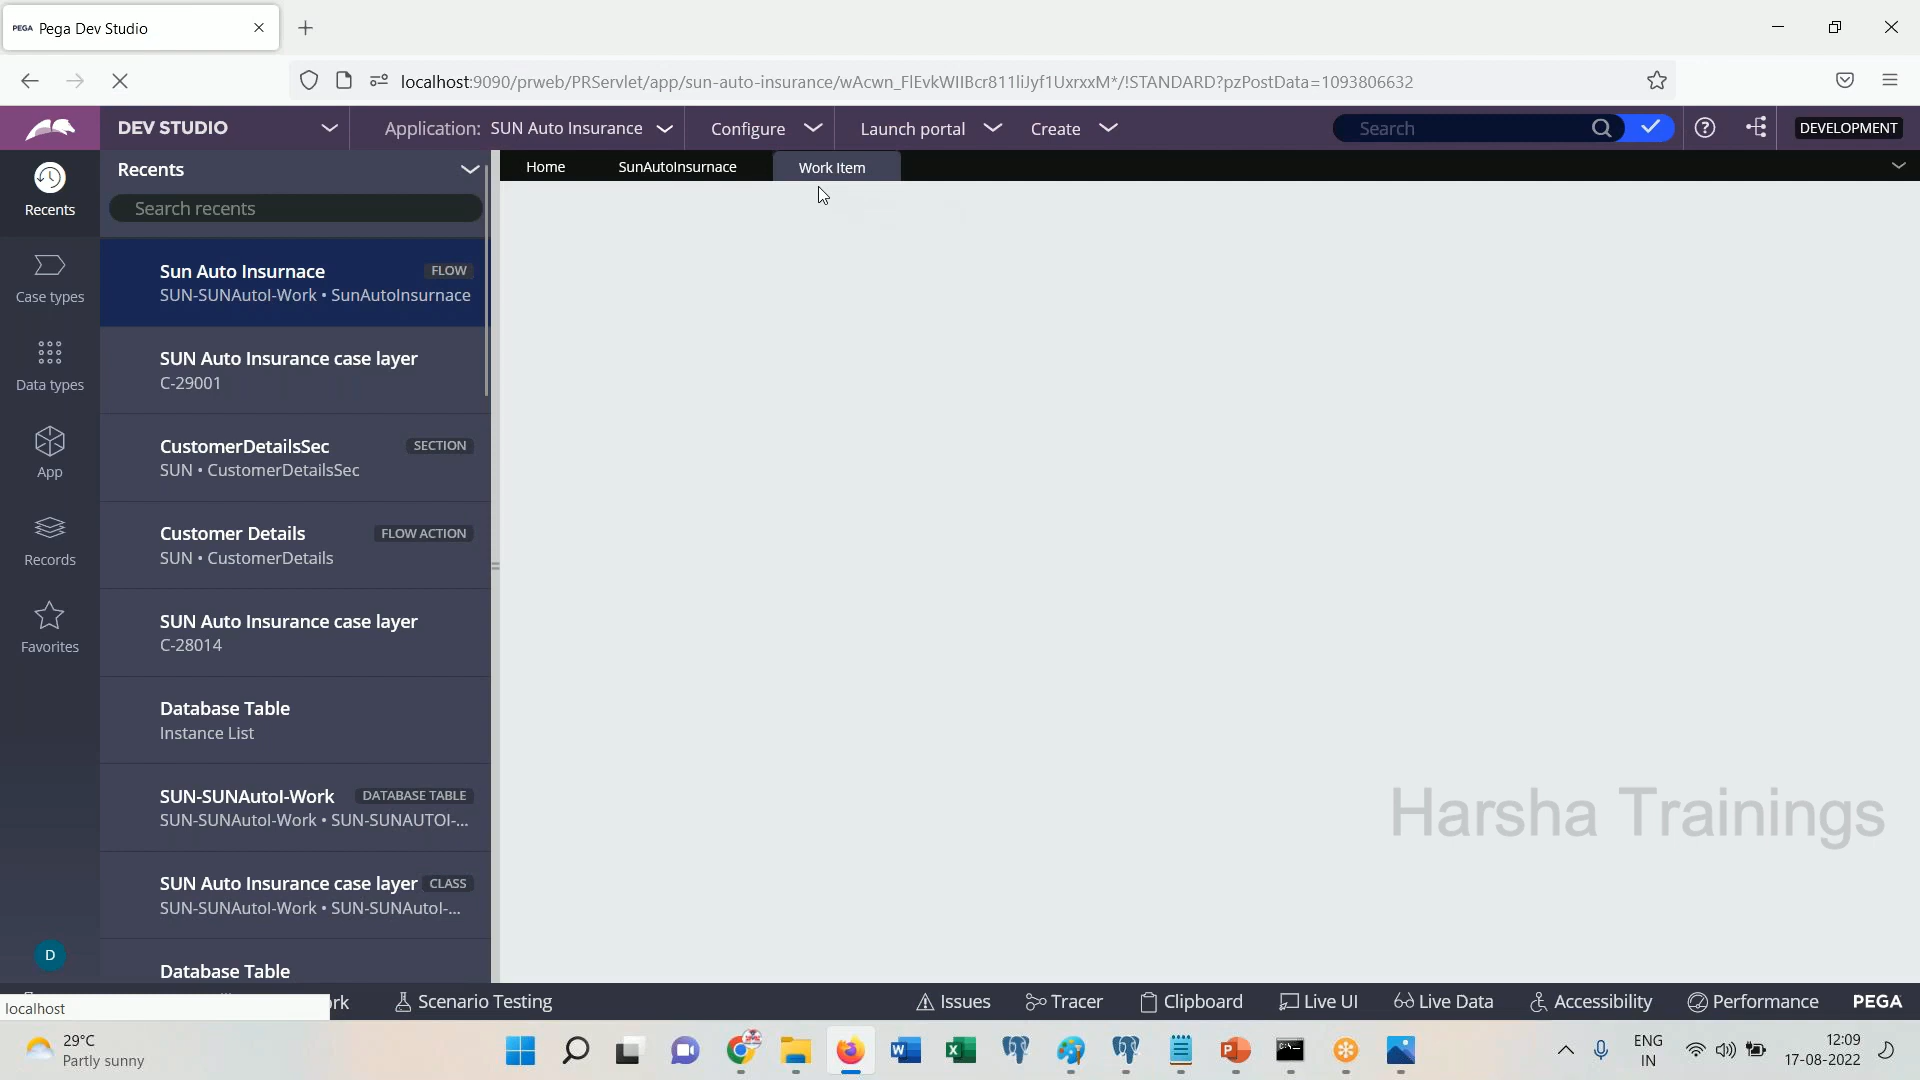 PEGA Pega Dev Studio
localhost:9090/prweb/PRServlet/app/sun-auto-insurance/wAcwn_FlEvkWIIBcr811liJyf1UxrxxM*/!STANDARD?pzPostData=1093806632
DEV STUDIO
Application: SUN Auto Insurance
Configure
Launch portal
Create
Search
DEVELOPMENT
Recents
Recents
Search recents
Home
SunAutoInsurnace
Work Item
Case types
Data types
App
Records
Favorites
Sun Auto Insurnace FLOW
SUN-SUNAutoI-Work • SunAutoInsurnace
SUN Auto Insurance case layer
C-29001
CustomerDetailsSec SECTION
SUN • CustomerDetailsSec
Customer Details FLOW ACTION
SUN • CustomerDetails
SUN Auto Insurance case layer
C-28014
Database Table
Instance List
SUN-SUNAutoI-Work DATABASE TABLE
SUN-SUNAutoI-Work • SUN-SUNAUTOI-...
SUN Auto Insurance case layer CLASS
SUN-SUNAutoI-Work • SUN-SUNAutoI-...
Database Table
D
Harsha Trainings
localhost
rk
Scenario Testing
Issues
Tracer
Clipboard
Live UI
Live Data
Accessibility
Performance
PEGA
29°C
Partly sunny
ENG
IN
12:09
17-08-2022